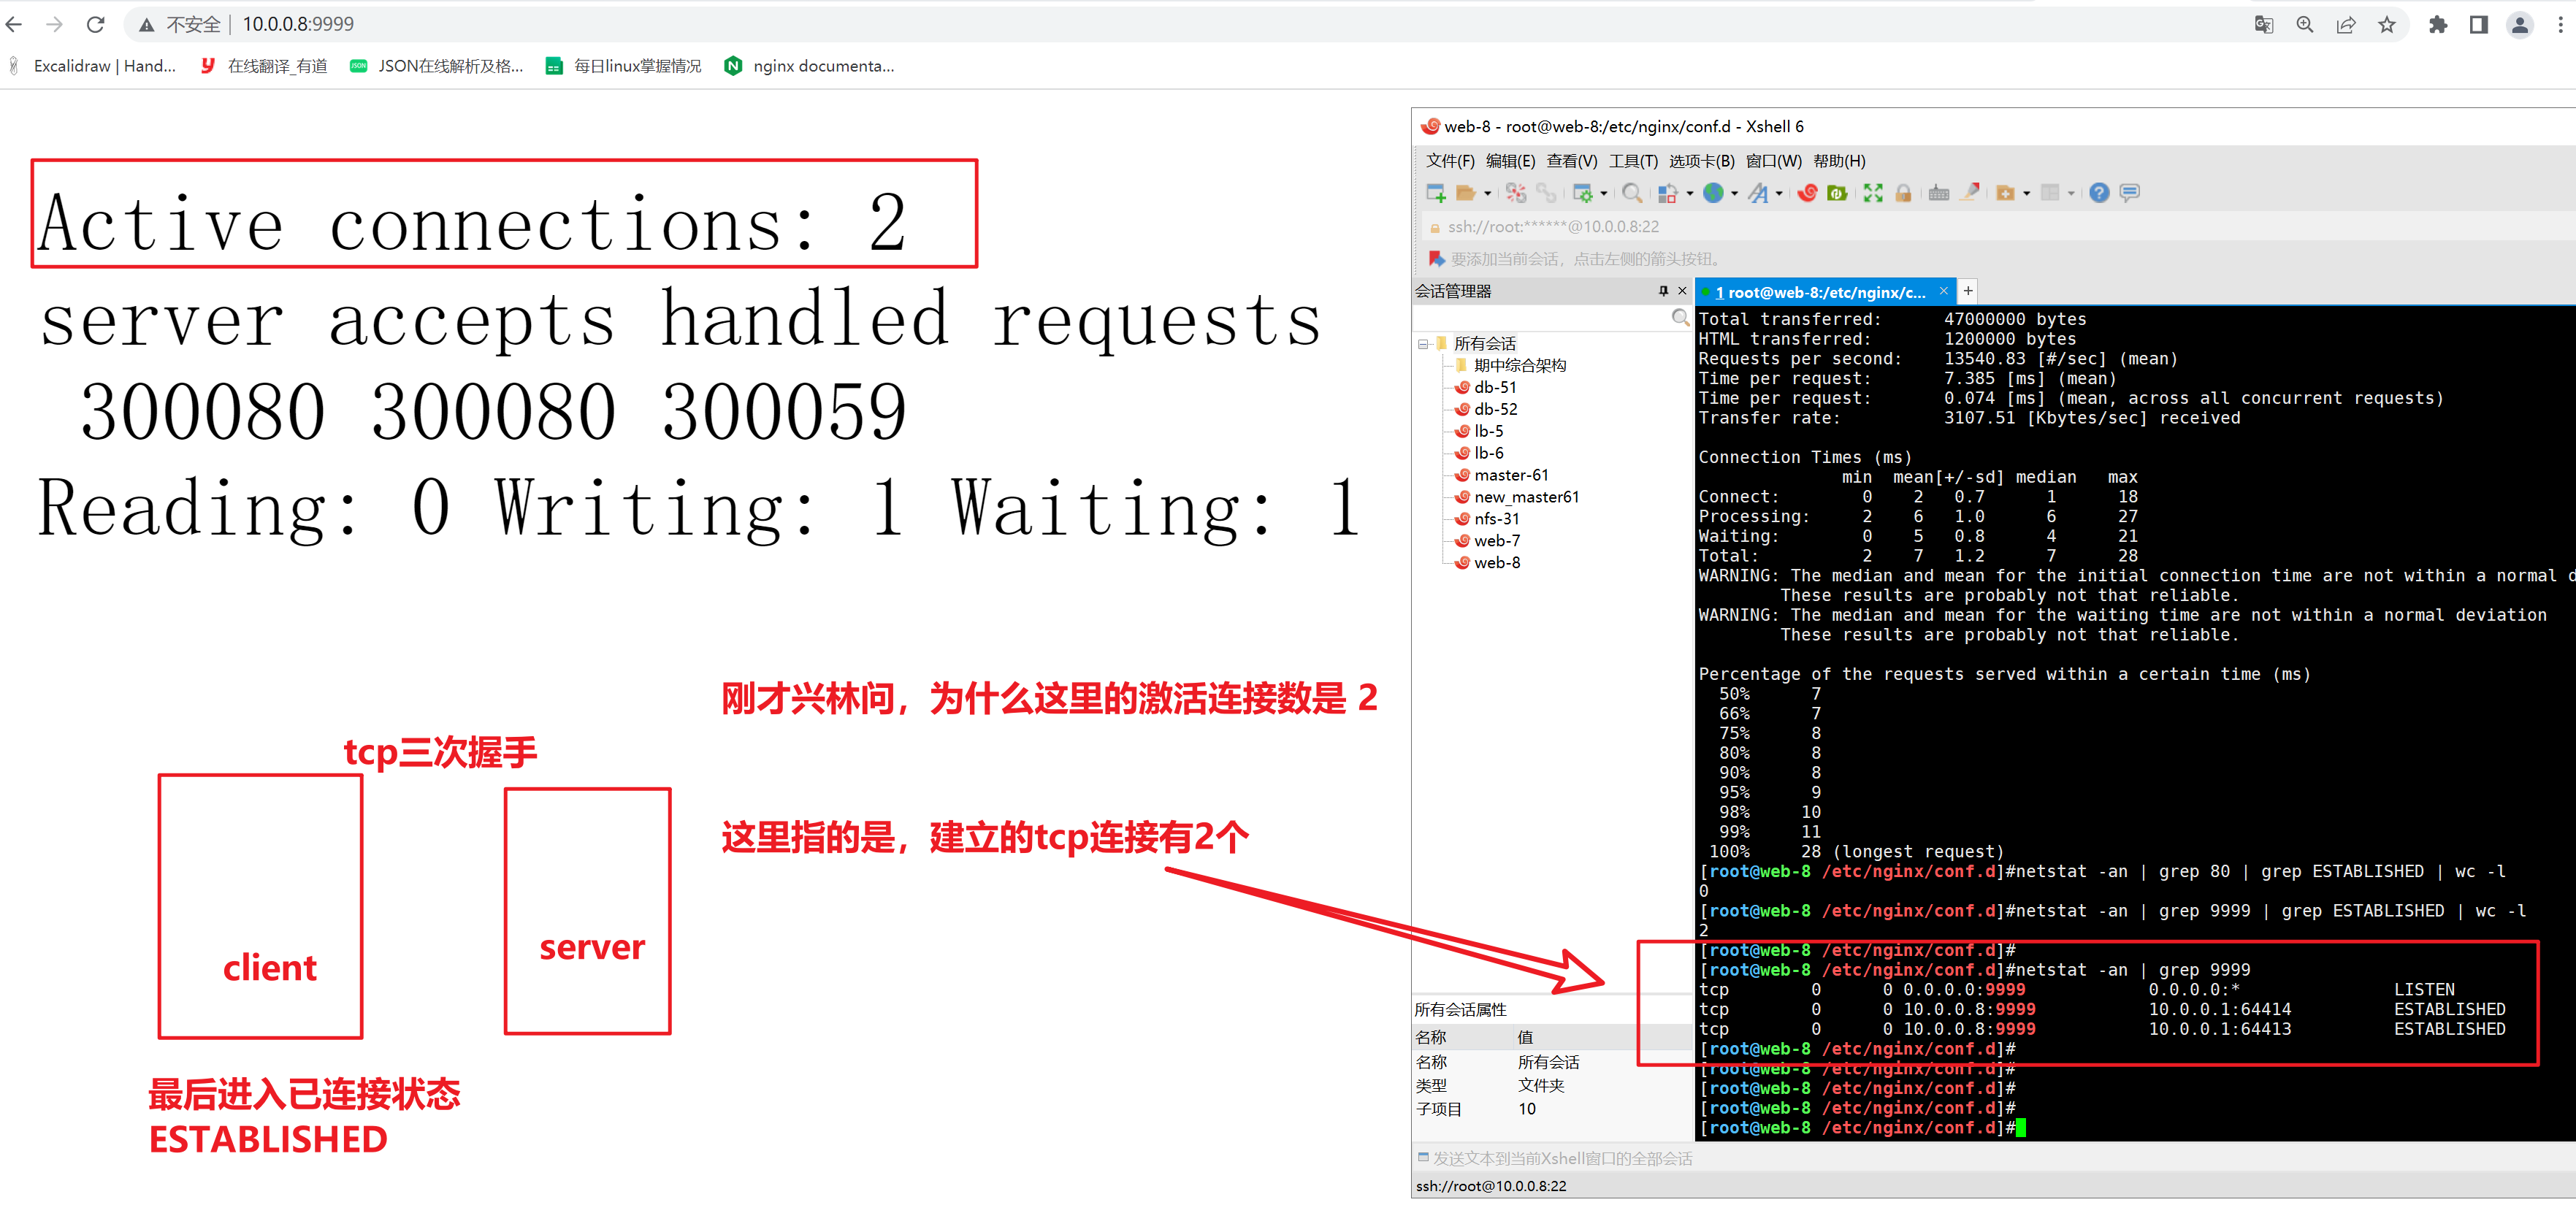 不安全 | 10.0.0.8:9999
Excalidraw | Hand...
在线翻译_有道
JSON在线解析及格...
每日linux掌握情况
nginx documenta...
Active connections: 2
server accepts handled requests
300080 300080 300059
Reading: 0 Writing: 1 Waiting: 1
刚才兴林问，为什么这里的激活连接数是 2
tcp三次握手
这里指的是，建立的tcp连接有2个
client
server
最后进入已连接状态
ESTABLISHED
web-8 - root@web-8:/etc/nginx/conf.d - Xshell 6
文件(F) 编辑(E) 查看(V) 工具(T) 选项卡(B) 窗口(W) 帮助(H)
ssh://root:******@10.0.0.8:22
要添加当前会话，点击左侧的箭头按钮。
会话管理器
所有会话
期中综合架构
db-51
db-52
lb-5
lb-6
master-61
new_master61
nfs-31
web-7
web-8
所有会话属性
名称 值
名称 所有会话
类型 文件夹
子项目 10
1 root@web-8:/etc/nginx/c...
Total transferred: 47000000 bytes
HTML transferred: 1200000 bytes
Requests per second: 13540.83 [#/sec] (mean)
Time per request: 7.385 [ms] (mean)
Time per request: 0.074 [ms] (mean, across all concurrent requests)
Transfer rate: 3107.51 [Kbytes/sec] received
Connection Times (ms)
min mean[+/-sd] median max
Connect: 0 2 0.7 1 18
Processing: 2 6 1.0 6 27
Waiting: 0 5 0.8 4 21
Total: 2 7 1.2 7 28
WARNING: The median and mean for the initial connection time are not within a normal d
These results are probably not that reliable.
WARNING: The median and mean for the waiting time are not within a normal deviation
These results are probably not that reliable.
Percentage of the requests served within a certain time (ms)
50% 7
66% 7
75% 8
80% 8
90% 8
95% 9
98% 10
99% 11
100% 28 (longest request)
[root@web-8 /etc/nginx/conf.d]#netstat -an | grep 80 | grep ESTABLISHED | wc -l
0
[root@web-8 /etc/nginx/conf.d]#netstat -an | grep 9999 | grep ESTABLISHED | wc -l
2
[root@web-8 /etc/nginx/conf.d]#
[root@web-8 /etc/nginx/conf.d]#netstat -an | grep 9999
tcp 0 0 0.0.0.0:9999 0.0.0.0:* LISTEN
tcp 0 0 10.0.0.8:9999 10.0.0.1:64414 ESTABLISHED
tcp 0 0 10.0.0.8:9999 10.0.0.1:64413 ESTABLISHED
[root@web-8 /etc/nginx/conf.d]#
[root@web-8 /etc/nginx/conf.d]#
[root@web-8 /etc/nginx/conf.d]#
[root@web-8 /etc/nginx/conf.d]#
[root@web-8 /etc/nginx/conf.d]#
发送文本到当前Xshell窗口的全部会话
ssh://root@10.0.0.8:22